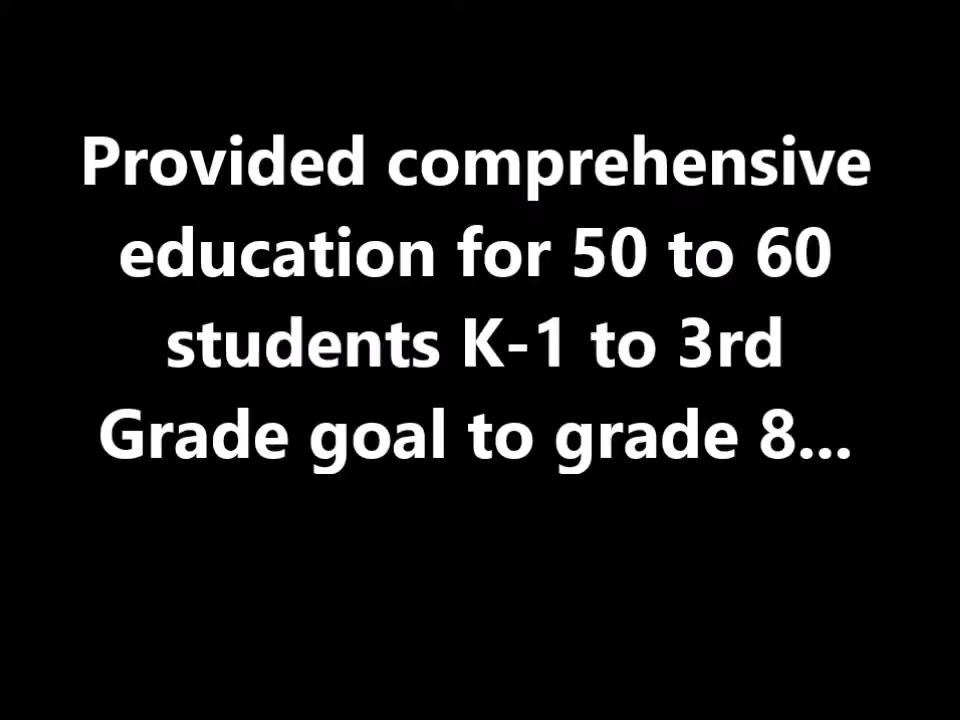 Provided comprehensive
education for 50 to 60
students K-1 to 3rd
Grade goal to grade 8...